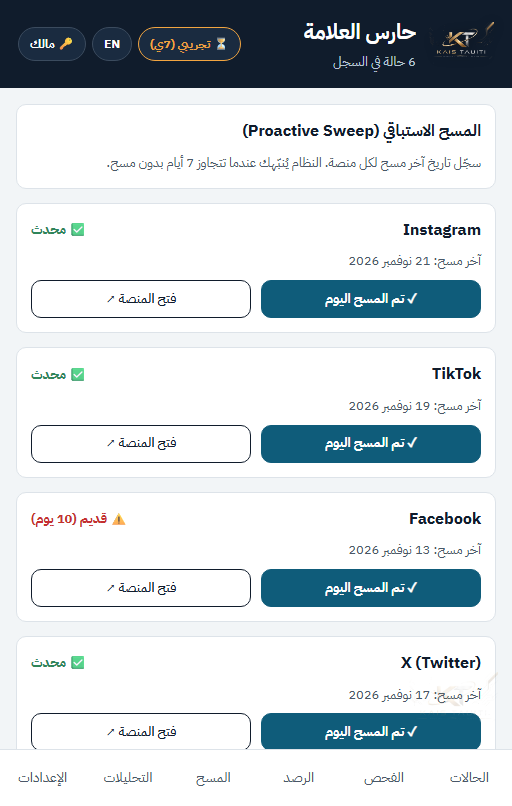 KT
KAIS TAUITI
حارس العلامة
6 حالة في السجل
⏳ تجريبي (7ي)
EN
🔑 مالك
المسح الاستباقي (Proactive Sweep)
سجّل تاريخ آخر مسح لكل منصة. النظام يُنبّهك عندما تتجاوز 7 أيام بدون مسح.
Instagram
✅ محدث
آخر مسح: 21 نوفمبر 2026
✓ تم المسح اليوم
فتح المنصة ↗
TikTok
✅ محدث
آخر مسح: 19 نوفمبر 2026
✓ تم المسح اليوم
فتح المنصة ↗
Facebook
⚠️ قديم (10 يوم)
آخر مسح: 13 نوفمبر 2026
✓ تم المسح اليوم
فتح المنصة ↗
X (Twitter)
✅ محدث
آخر مسح: 17 نوفمبر 2026
✓ تم المسح اليوم
فتح المنصة ↗
الحالات
الفحص
الرصد
المسح
التحليلات
الإعدادات